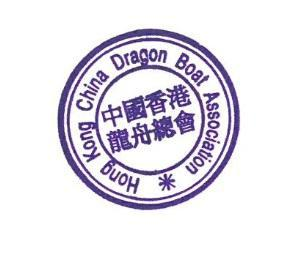 Hong Kong China Dragon Boat Association
中國香港
龍舟總會